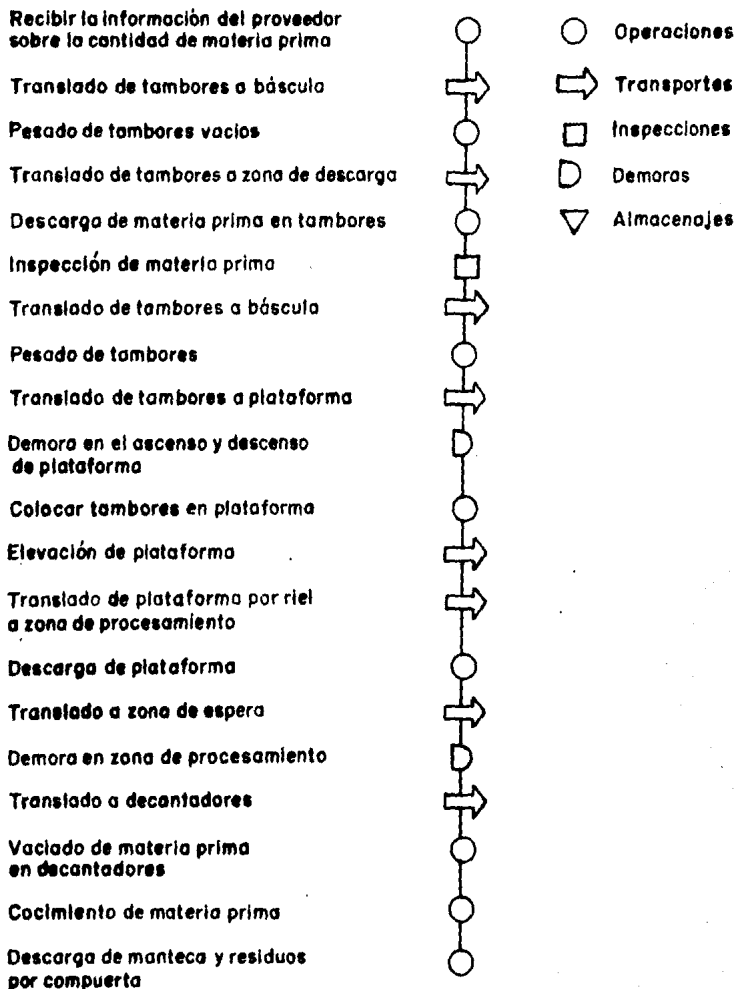 Recibir la información del proveedor
sobre la cantidad de materia prima
Translado de tambores a báscula
Pesado de tambores vacios
Translado de tambores a zona de descarga
Descarga de materia prima en tambores
Inspección de materia prima
Translado de tambores a báscula
Pesado de tambores
Translado de tambores a plataforma
Demora en el ascenso y descenso
de plataforma
Colocar tambores en plataforma
Elevación de plataforma
Translado de plataforma por riel
a zona de procesamiento
Descarga de plataforma
Translado a zona de espera
Demora en zona de procesamiento
Translado a decantadores
Vaciado de materia prima
en decantadores
Cocimiento de materia prima
Descarga de manteca y residuos
por compuerta
Operaciones
Transportes
Inspecciones
Demoras
Almacenajes